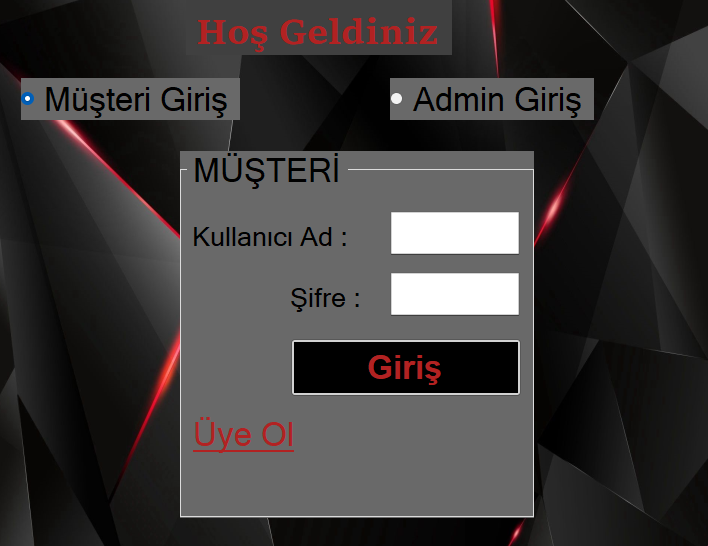 Hoş Geldiniz
Müşteri Giriş
Admin Giriş
MÜŞTERİ
Kullanıcı Ad :
Şifre :
Giriş
Üye Ol